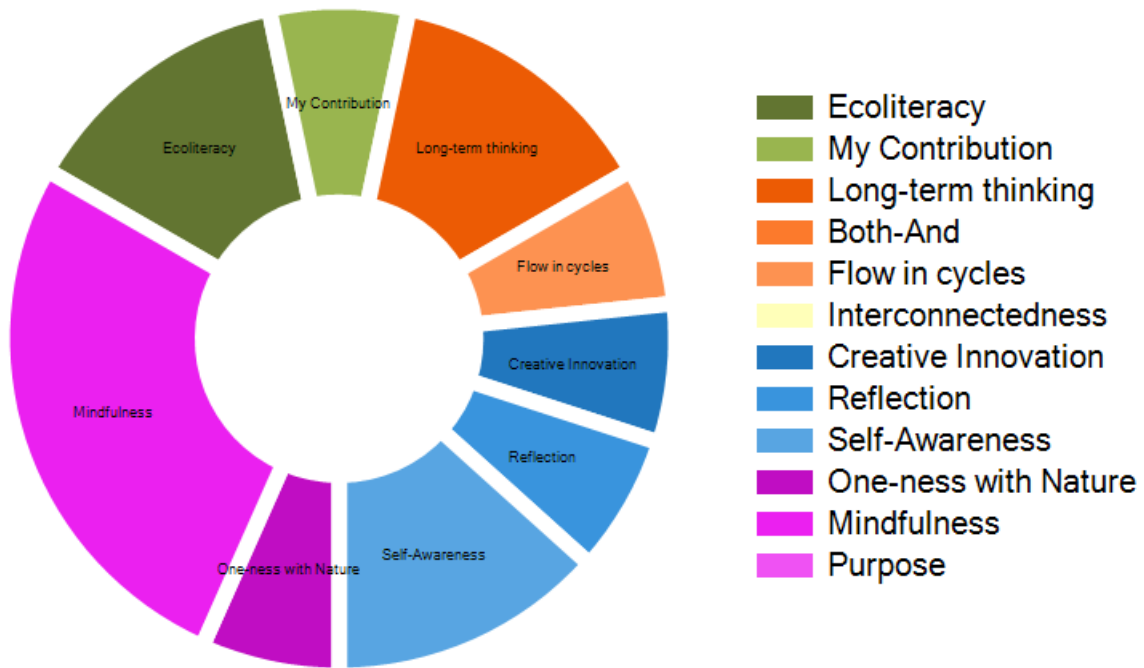 My Contribution
Ecoliteracy
Long-term thinking
Flow in cycles
Creative Innovation
Mindfulness
Reflection
Self-Awareness
One-ness with Nature
Ecoliteracy
My Contribution
Long-term thinking
Both-And
Flow in cycles
Interconnectedness
Creative Innovation
Reflection
Self-Awareness
One-ness with Nature
Mindfulness
Purpose